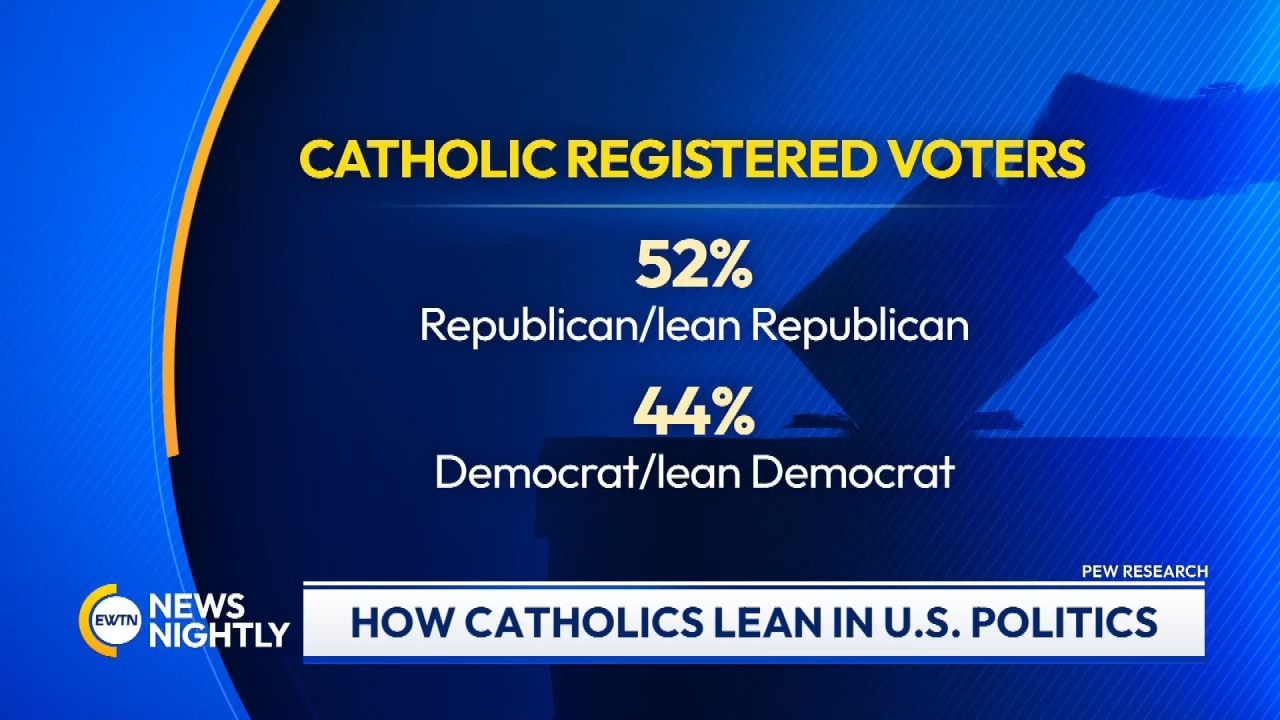 CATHOLIC REGISTERED VOTERS
52%
Republican/lean Republican
44%
Democrat/lean Democrat
PEW RESEARCH
EWTN
NEWS
NIGHTLY
HOW CATHOLICS LEAN IN U.S. POLITICS